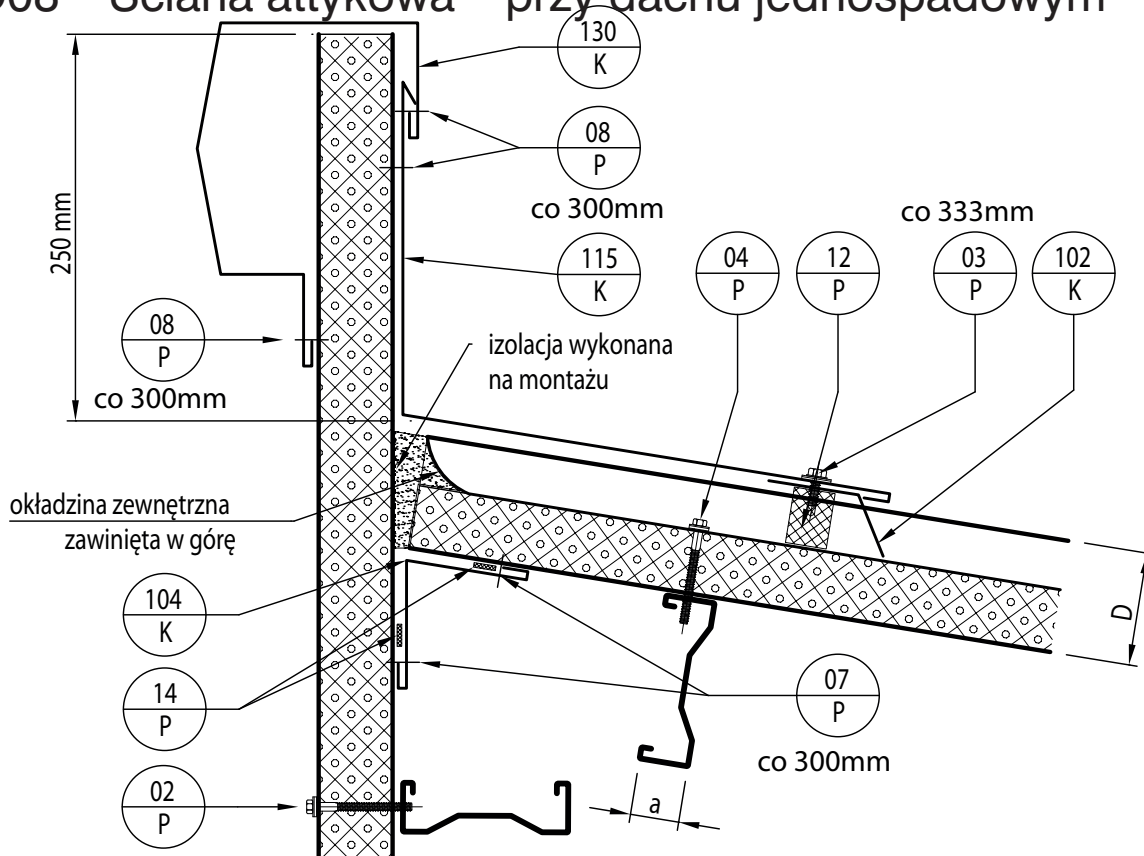 008 Ściana attykowa przy dachu jednospadowym
130
K
08
P
co 300mm
115
K
co 333mm
04
P
12
P
03
P
102
K
250 mm
08
P
co 300mm
izolacja wykonana
na montażu
okładzina zewnętrzna
zawinięta w górę
104
K
14
P
02
P
07
P
co 300mm
a
D